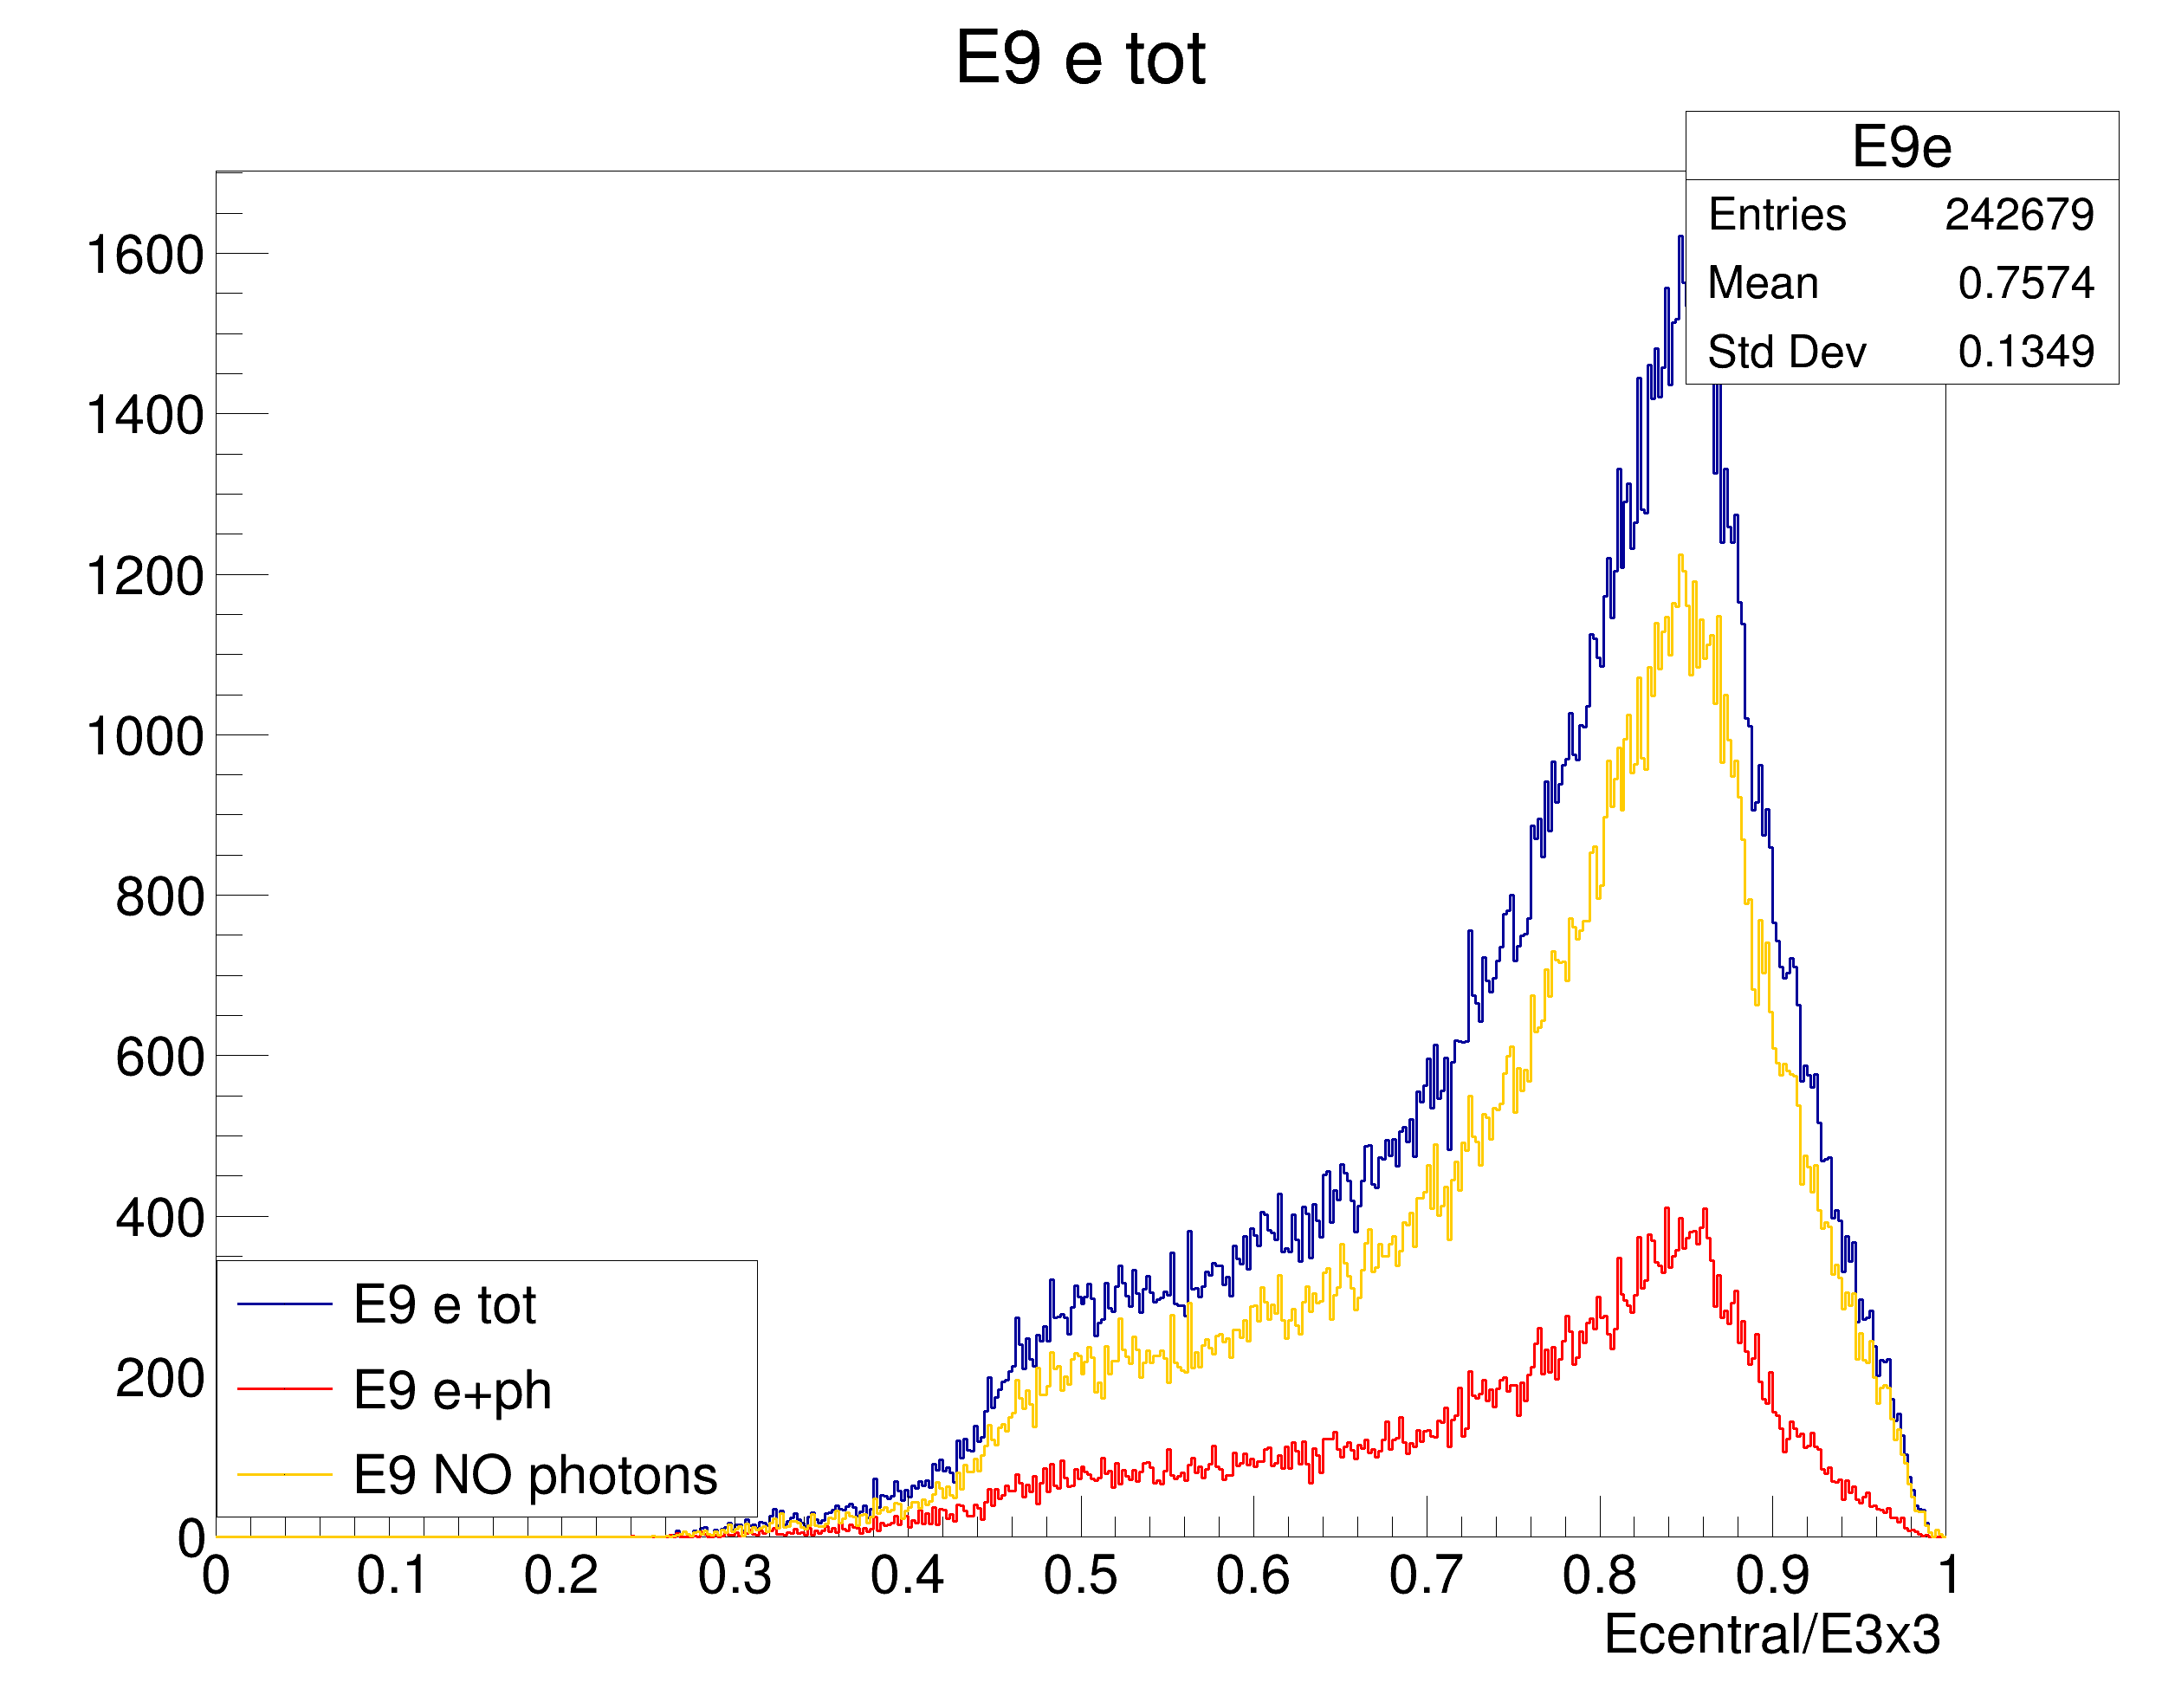 E9 e tot
E9e
Entries 242679
Mean 0.7574
Std Dev 0.1349
1600
1400
1200
1000
800
600
400
200
0
E9 e tot
E9 e+ph
E9 NO photons
0 0.1 0.2 0.3 0.4 0.5 0.6 0.7 0.8 0.9 1
Ecentral/E3x3